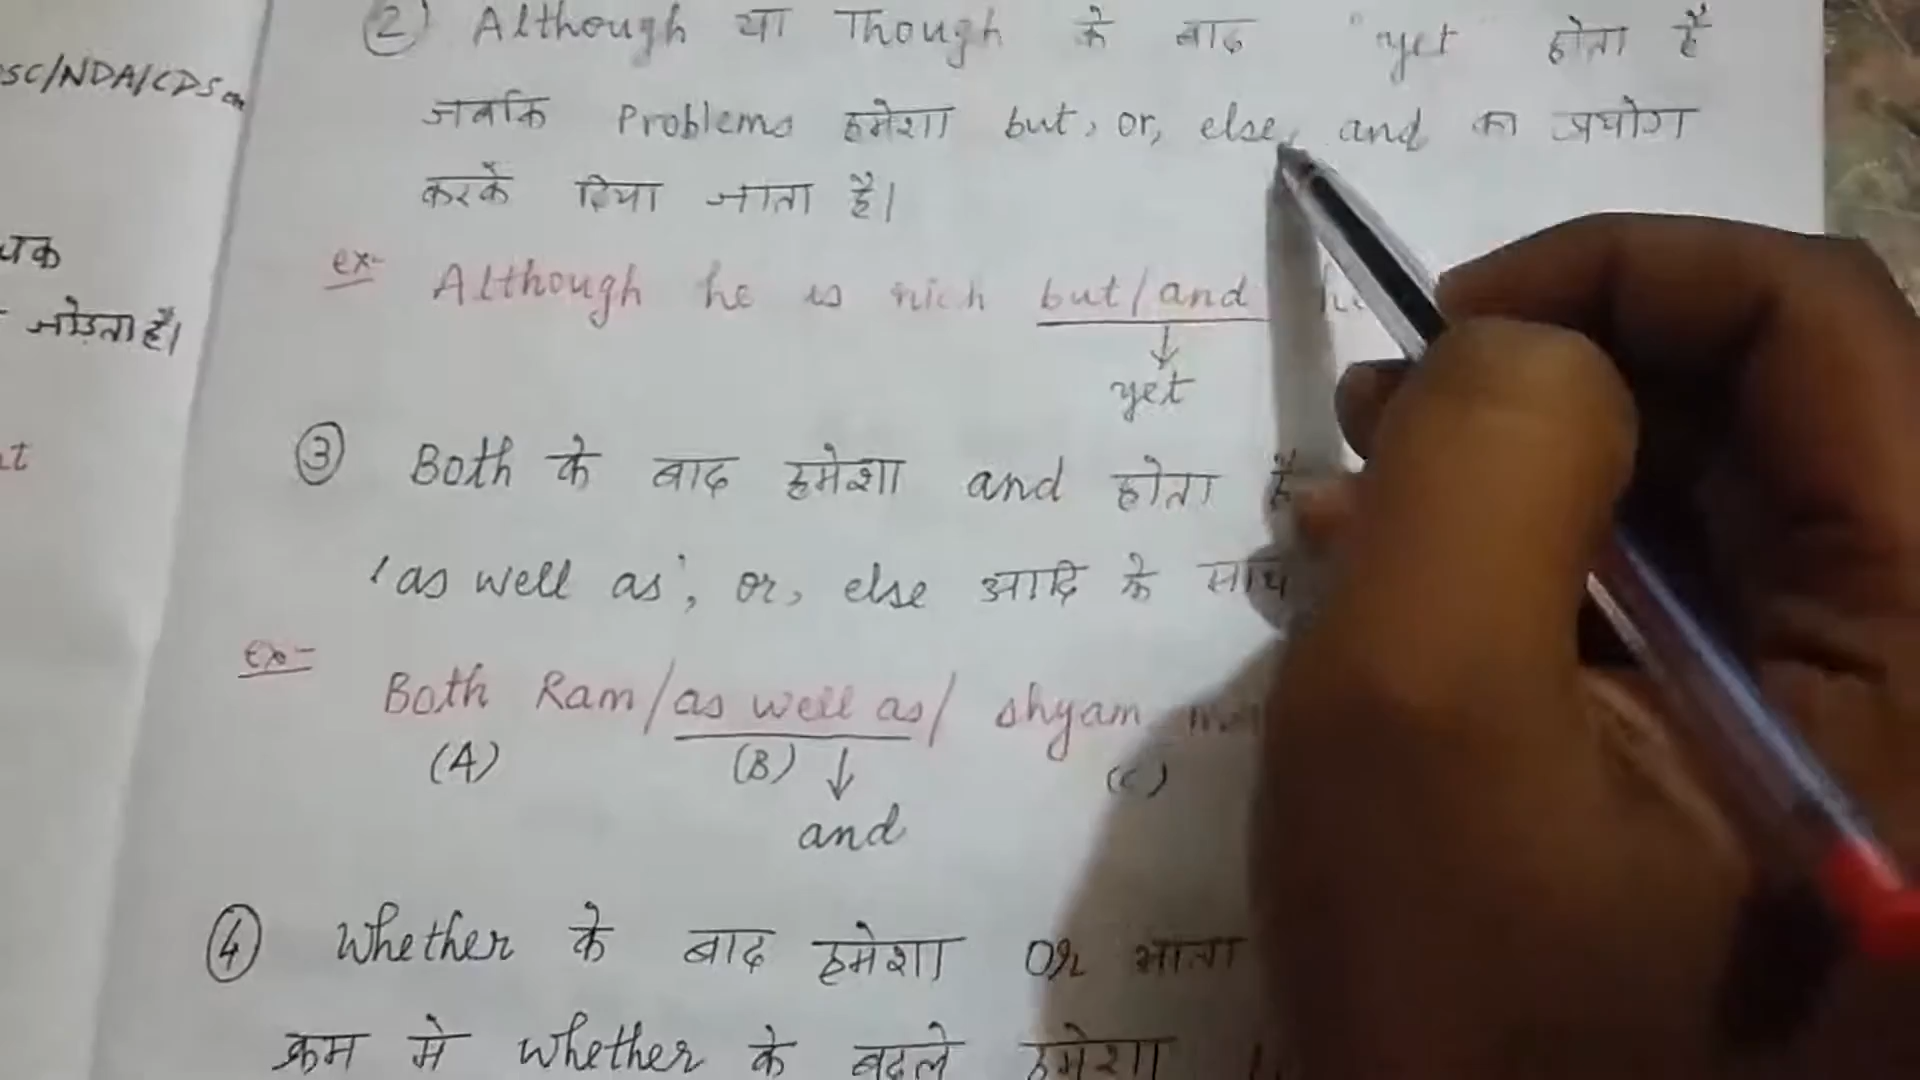 SC/NDA/CDS
जोड़ता है।
② Although या Though के बाद "yet" होता है
जबकि Problems हमेशा but, or, else, and का प्रयोग
करके दिया जाता है।
ex- Although he is rich but/and he
yet
③ Both के बाद हमेशा and होता है
'as well as', or, else आदि के साथ
Ex:-
Both Ram/as well as/ shyam
(A) (B) (C)
and
④ Whether के बाद हमेशा or आता
क्रम मे whether के बदले हमेशा